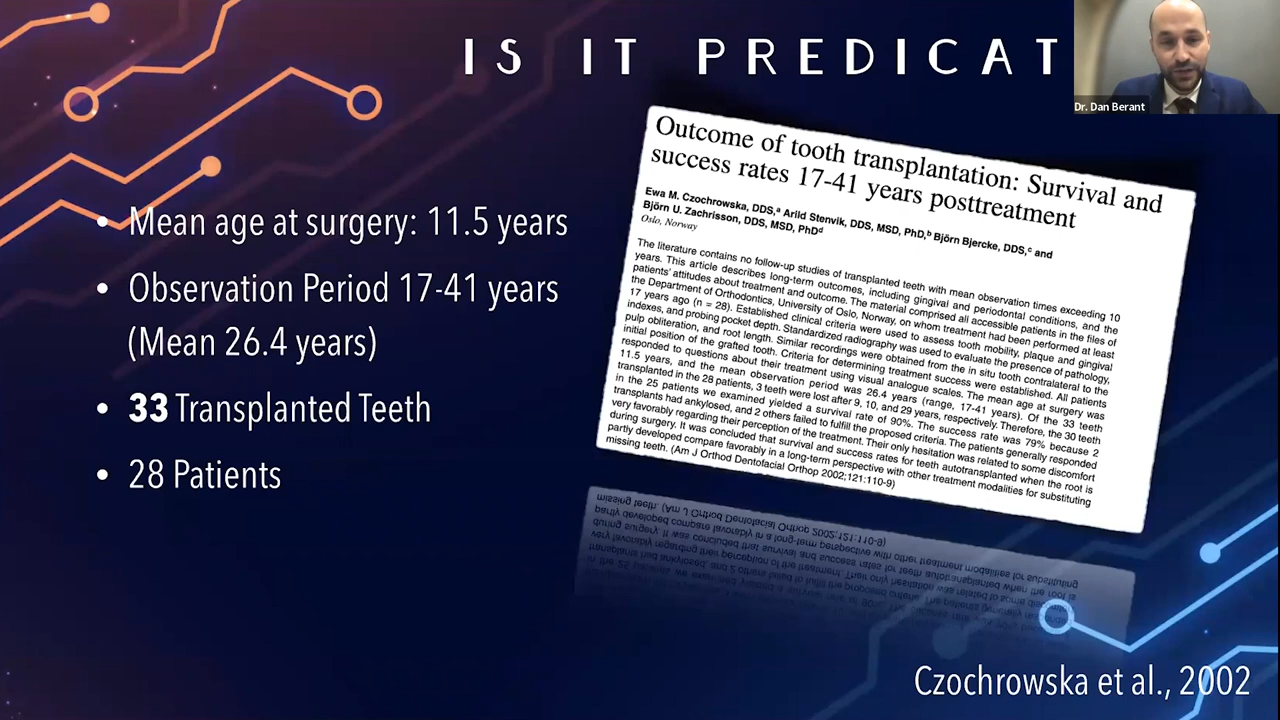 IS IT PREDICAT
Dr. Dan Berant
• Mean age at surgery: 11.5 years
• Observation Period 17-41 years
(Mean 26.4 years)
• 33 Transplanted Teeth
• 28 Patients
Outcome of tooth transplantation: Survival and
success rates 17-41 years posttreatment
Ewa M. Czochrowska, DDS,a Arild Stenvik, DDS, MSD, PhD,b Björn Bjercke, DDS,c and
Björn U. Zachrisson, DDS, MSD, PhDd
Oslo, Norway
The literature contains no follow-up studies of transplanted teeth with mean observation times exceeding 10
years. This article describes long-term outcomes, including gingival and periodontal conditions, and the
patients' attitudes about treatment and outcome. The material comprised all accessible patients in the files of
the Department of Orthodontics, University of Oslo, Norway, on whom treatment had been performed at least
17 years ago (n = 28). Established clinical criteria were used to assess tooth mobility, plaque and gingival
indexes, and probing pocket depth. Standardized radiography was used to evaluate the presence of pathology,
pulp obliteration, and root length. Similar recordings were obtained from the in situ tooth contralateral to the
initial position of the grafted tooth. Criteria for determining treatment success were established. All patients
responded to questions about their treatment using visual analogue scales. The mean age at surgery was
11.5 years, and the mean observation period was 26.4 years (range, 17-41 years). Of the 33 teeth
transplanted in the 28 patients, 3 teeth were lost after 9, 10, and 29 years, respectively. Therefore, the 30 teeth
in the 25 patients we examined yielded a survival rate of 90%. The success rate was 79% because 2
transplants had ankylosed, and 2 others failed to fulfill the proposed criteria. The patients generally responded
very favorably regarding their perception of the treatment. Their only hesitation was related to some discomfort
during surgery. It was concluded that survival and success rates for teeth autotransplanted when the root is
partly developed compare favorably in a long-term perspective with other treatment modalities for substituting
missing teeth. (Am J Orthod Dentofacial Orthop 2002;121:110-9)
Czochrowska et al., 2002